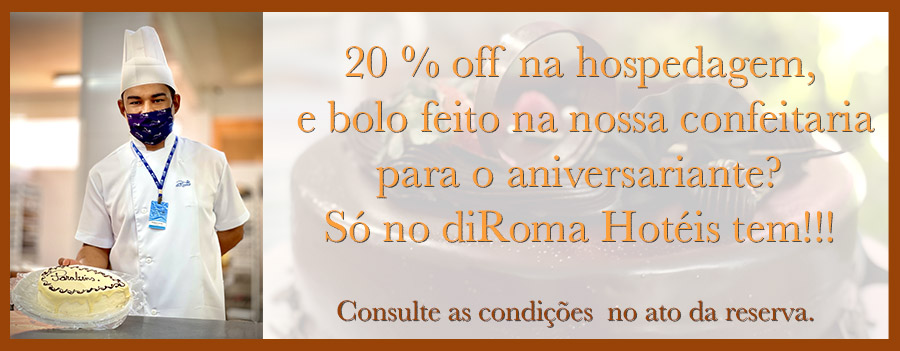 20 % off na hospedagem,
e bolo feito na nossa confeitaria
para o aniversariante?
Só no diRoma Hotéis tem!!!
Consulte as condições no ato da reserva.
Parabéns.